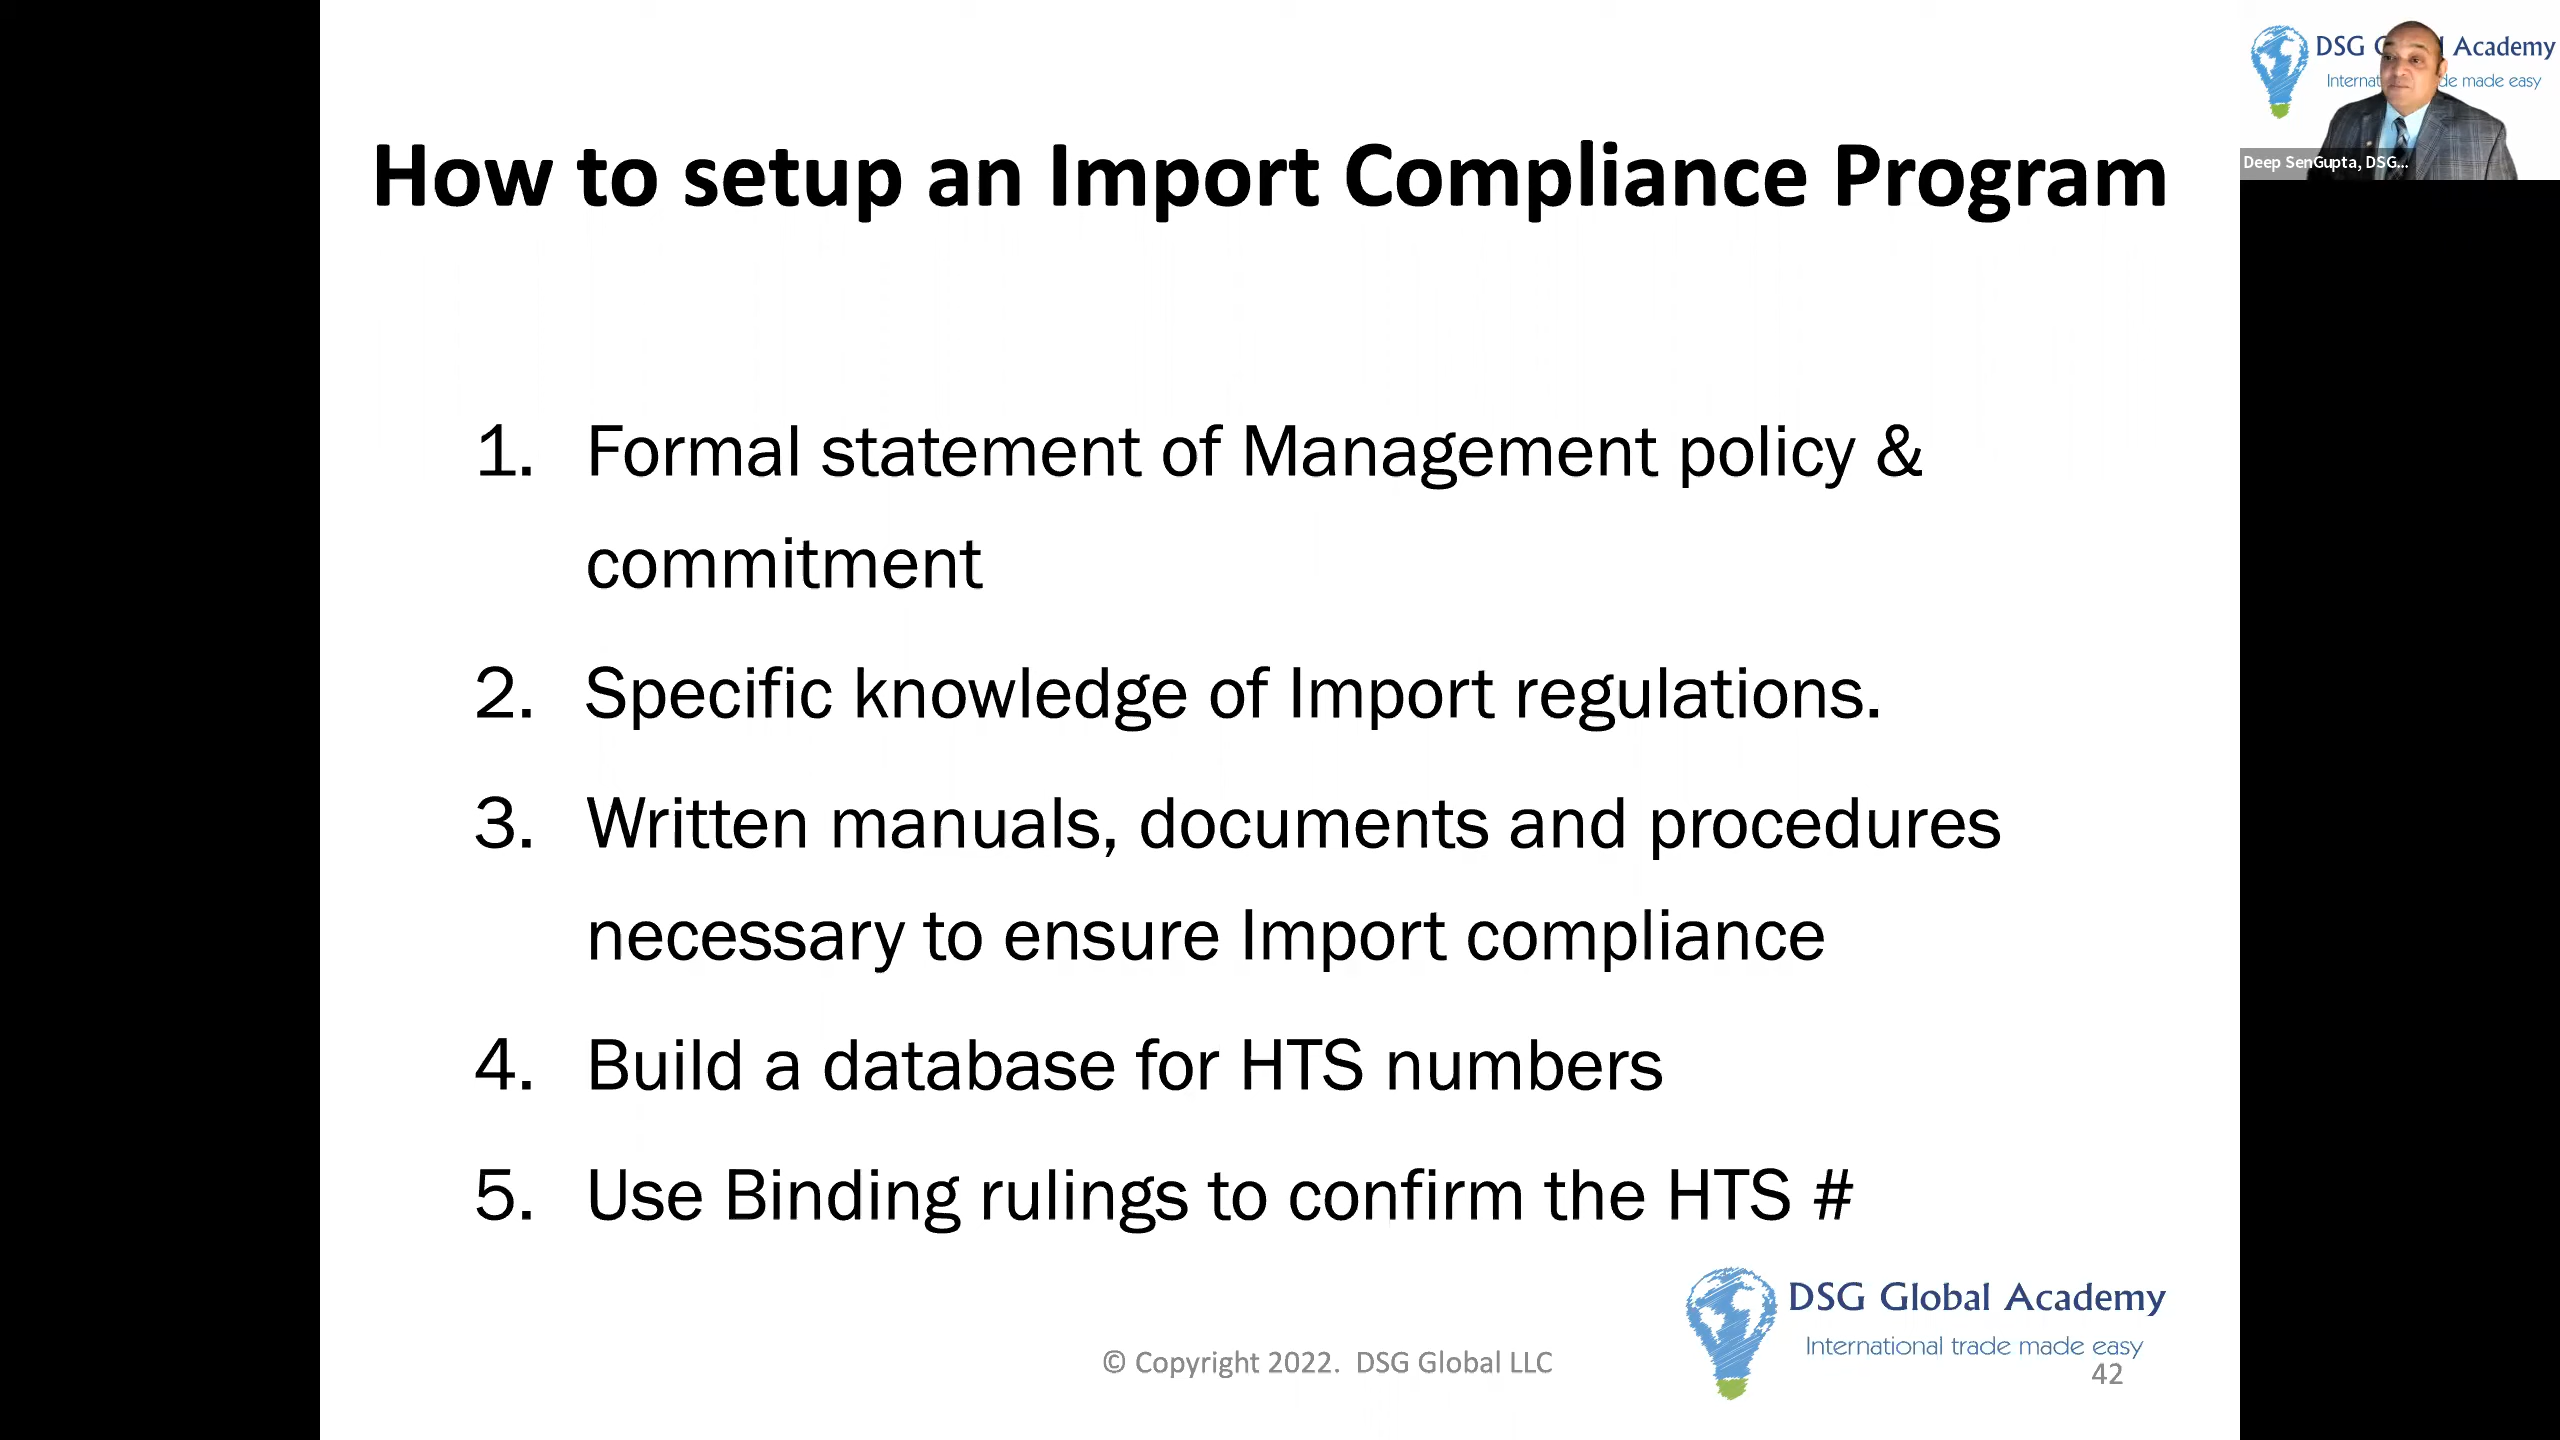 How to setup an Import Compliance Program
1. Formal statement of Management policy &
commitment
2. Specific knowledge of Import regulations.
3. Written manuals, documents and procedures
necessary to ensure Import compliance
4. Build a database for HTS numbers
5. Use Binding rulings to confirm the HTS #
DSG Global Academy
International trade made easy
© Copyright 2022. DSG Global LLC
42
DSG Academy
made easy
Deep SenGupta, DSG...